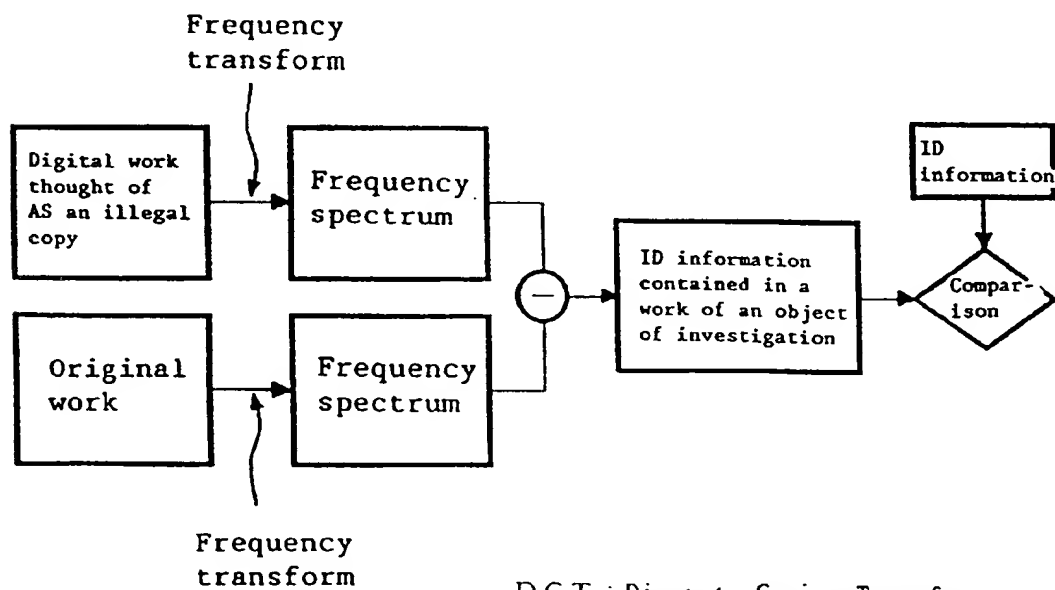 Frequency
transform
Digital work
thought of
AS an illegal
copy
Frequency
spectrum
ID
information
ID information
contained in a
work of an object
of investigation
Compar-
ison
Original
work
Frequency
spectrum
Frequency
transform